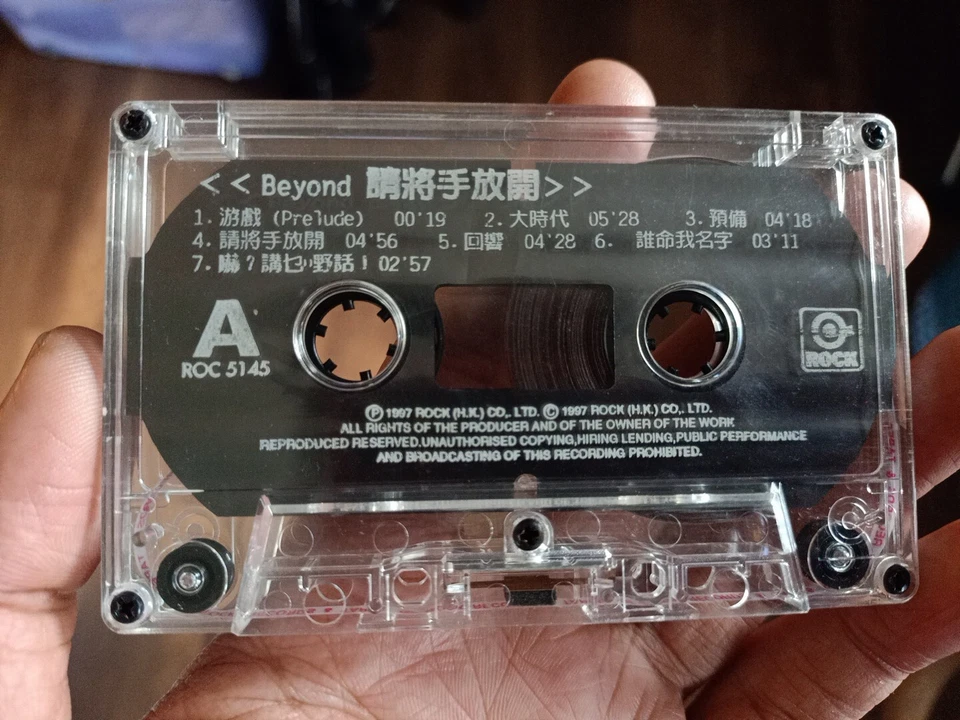 << Beyond 請將手放開>>
1. 游戲 (Prelude) 00'19 2. 大時代 05'28 3. 預備 04'18
4. 請將手放開 04'56 5. 回響 04'28 6. 誰命我名字 03'11
7. 嚇?講乜野話! 02'57
A
ROC 5145
ROCK
Ⓟ 1997 ROCK (H.K.) CO,. LTD. © 1997 ROCK (H.K.) CO,. LTD.
ALL RIGHTS OF THE PRODUCER AND OF THE OWNER OF THE WORK
REPRODUCED RESERVED.UNAUTHORISED COPYING,HIRING LENDING,PUBLIC PERFORMANCE
AND BROADCASTING OF THIS RECORDING PROHIBITED.